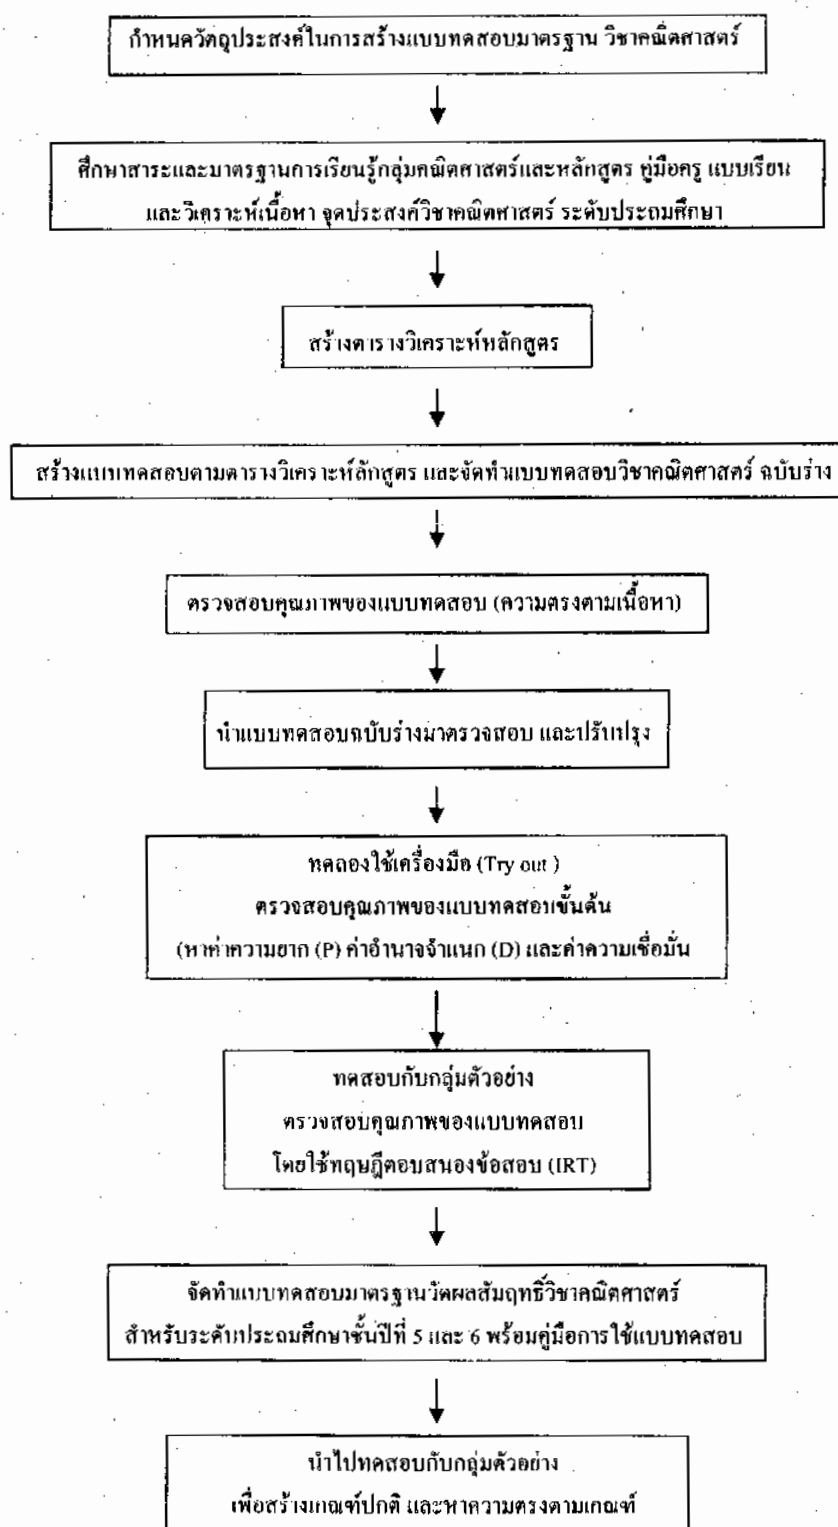 กำหนดวัตถุประสงค์ในการสร้างแบบทดสอบมาตรฐาน วิชาคณิตศาสตร์
ศึกษาสาระและมาตรฐานการเรียนรู้กลุ่มคณิตศาสตร์และหลักสูตร คู่มือครู แบบเรียน
และวิเคราะห์เนื้อหา จุดประสงค์วิชาคณิตศาสตร์ ระดับประถมศึกษา
สร้างตารางวิเคราะห์หลักสูตร
สร้างแบบทดสอบตามตารางวิเคราะห์ลักสูตร และจัดทำแบบทดสอบวิชาคณิตศาสตร์ ฉบับร่าง
ตรวจสอบคุณภาพของแบบทดสอบ (ความตรงตามเนื้อหา)
นำแบบทดสอบฉบับร่างมาตรวจสอบ และปรับปรุง
ทดลองใช้เครื่องมือ (Try out )
ตรวจสอบคุณภาพของแบบทดสอบขั้นต้น
(หาค่าความยาก (P) ค่าอำนาจจำแนก (D) และค่าความเชื่อมั่น
ทดสอบกับกลุ่มตัวอย่าง
ตรวจสอบคุณภาพของแบบทดสอบ
โดยใช้ทฤษฎีตอบสนองข้อสอบ (IRT)
จัดทำแบบทดสอบมาตรฐานวัดผลสัมฤทธิ์วิชาคณิตศาสตร์
สำหรับระดับประถมศึกษาชั้นปีที่ 5 และ 6 พร้อมคู่มือการใช้แบบทดสอบ
นำไปทดสอบกับกลุ่มตัวอย่าง
เพื่อสร้างเกณฑ์ปกติ และหาความตรงตามเกณฑ์